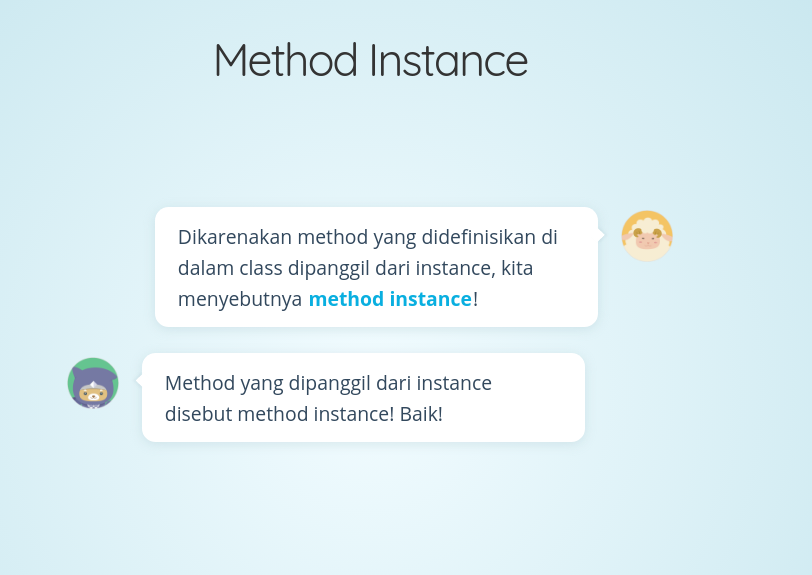 Method Instance
Dikarenakan method yang didefinisikan di
dalam class dipanggil dari instance, kita
menyebutnya method instance!
Method yang dipanggil dari instance
disebut method instance! Baik!